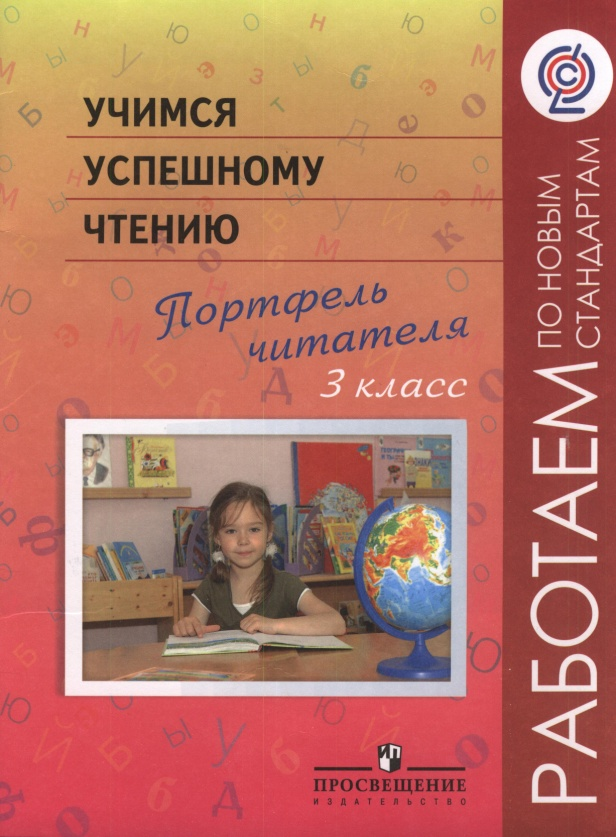 УЧИМСЯ
УСПЕШНОМУ
ЧТЕНИЮ
Портфель
читателя
3 класс
РАБОТАЕМ
ПО НОВЫМ
СТАНДАРТАМ
ПРОСВЕЩЕНИЕ
ИЗДАТЕЛЬСТВО